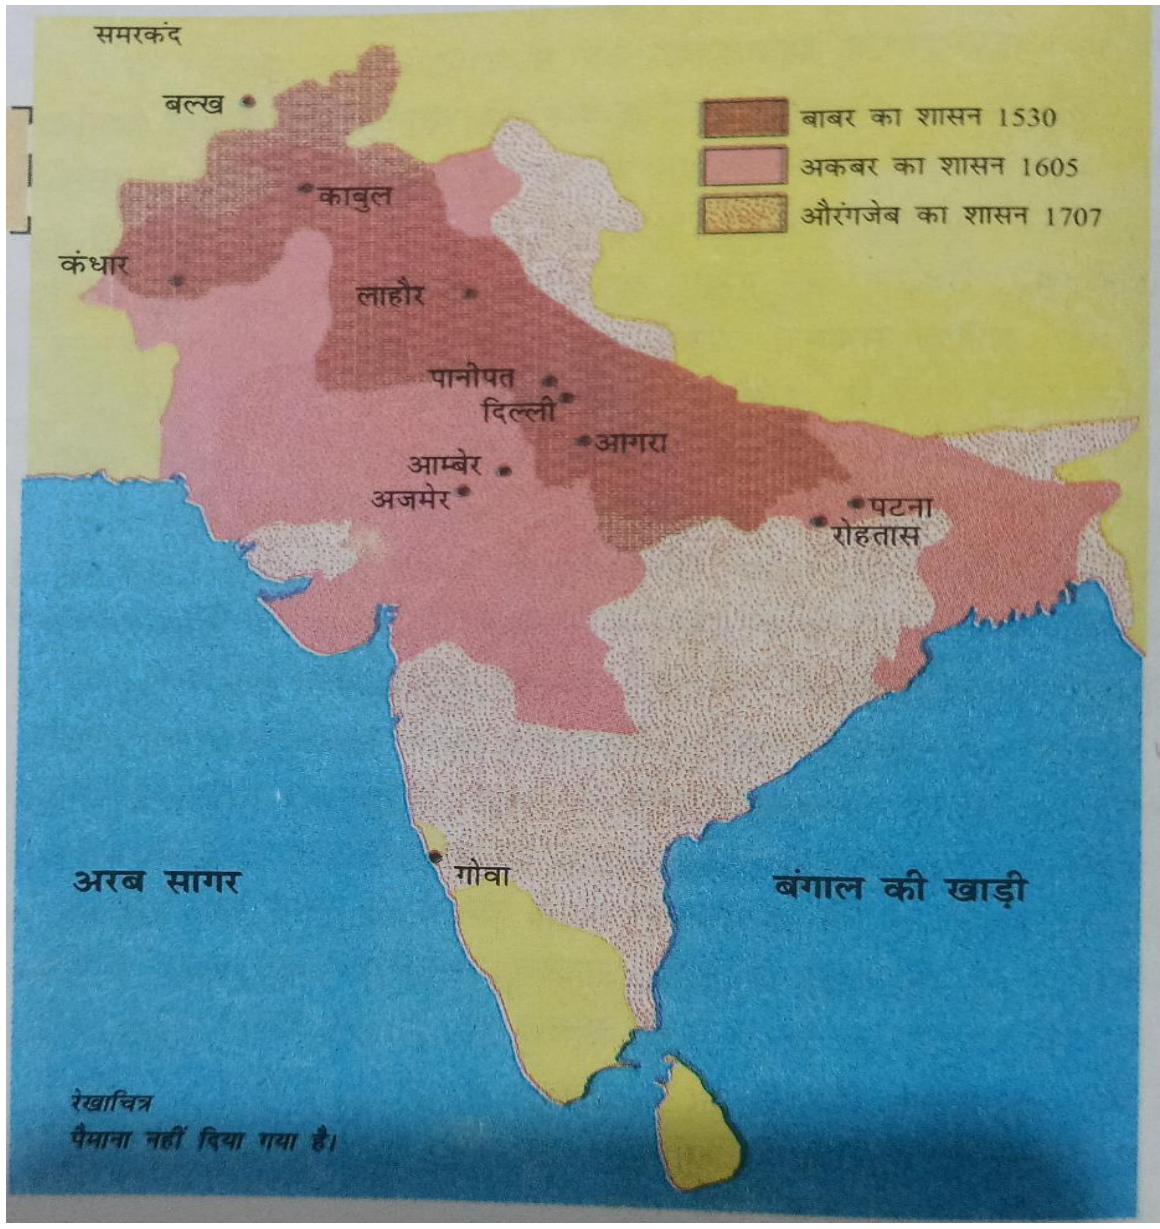 समरकंद
बल्ख
बाबर का शासन 1530
अकबर का शासन 1605
औरंगजेब का शासन 1707
काबुल
कंधार
लाहौर
पानीपत
दिल्ली
आगरा
आम्बेर
अजमेर
पटना
रोहतास
गोवा
अरब सागर
बंगाल की खाड़ी
रेखाचित्र
पैमाना नहीं दिया गया है।